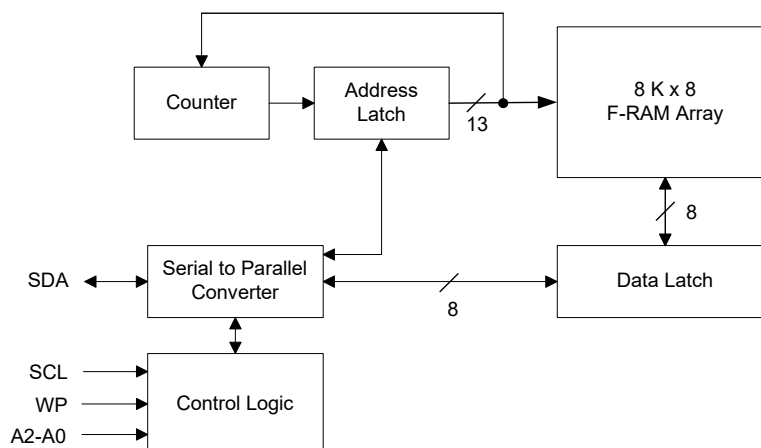 Counter
Address
Latch
13
8 K x 8
F-RAM Array
8
SDA
Serial to Parallel
Converter
8
Data Latch
SCL
WP
A2-A0
Control Logic